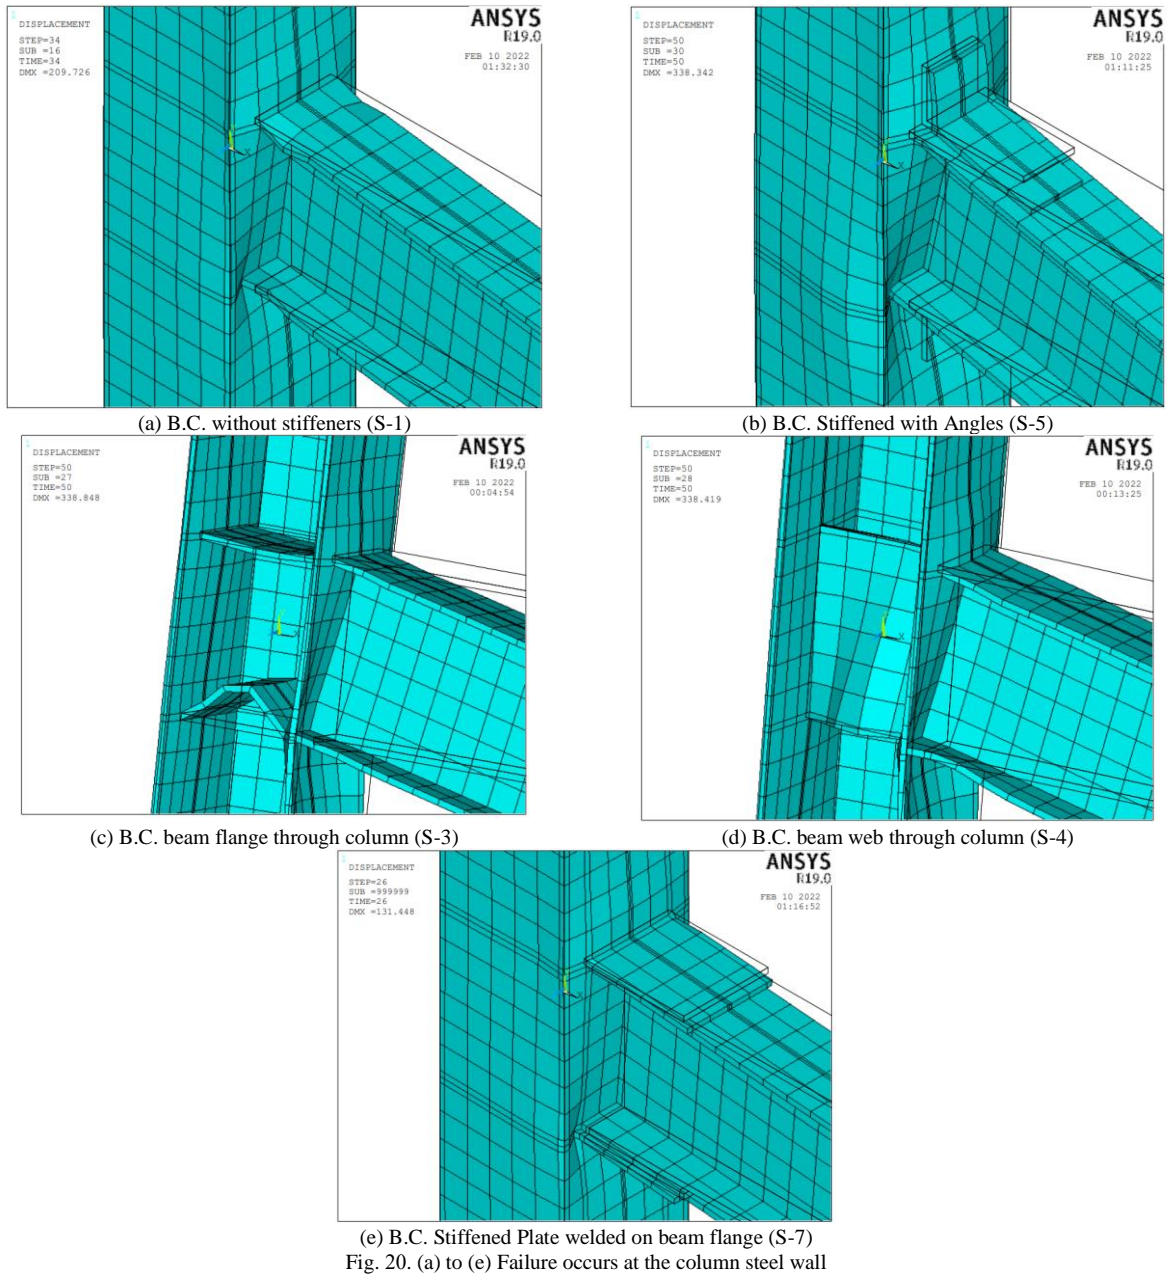 1
DISPLACEMENT
STEP=34
SUB =16
TIME=34
DMX =209.726
ANSYS
R19.0
FEB 10 2022
01:32:30
X
(a) B.C. without stiffeners (S-1)
1
DISPLACEMENT
STEP=50
SUB =30
TIME=50
DMX =338.342
ANSYS
R19.0
FEB 10 2022
01:11:25
X
(b) B.C. Stiffened with Angles (S-5)
1
DISPLACEMENT
STEP=50
SUB =27
TIME=50
DMX =338.848
ANSYS
R19.0
FEB 10 2022
00:04:54
X
(c) B.C. beam flange through column (S-3)
1
DISPLACEMENT
STEP=50
SUB =28
TIME=50
DMX =338.419
ANSYS
R19.0
FEB 10 2022
00:13:25
X
(d) B.C. beam web through column (S-4)
1
DISPLACEMENT
STEP=26
SUB =999999
TIME=26
DMX =131.448
ANSYS
R19.0
FEB 10 2022
01:16:52
X
(e) B.C. Stiffened Plate welded on beam flange (S-7)
Fig. 20. (a) to (e) Failure occurs at the column steel wall